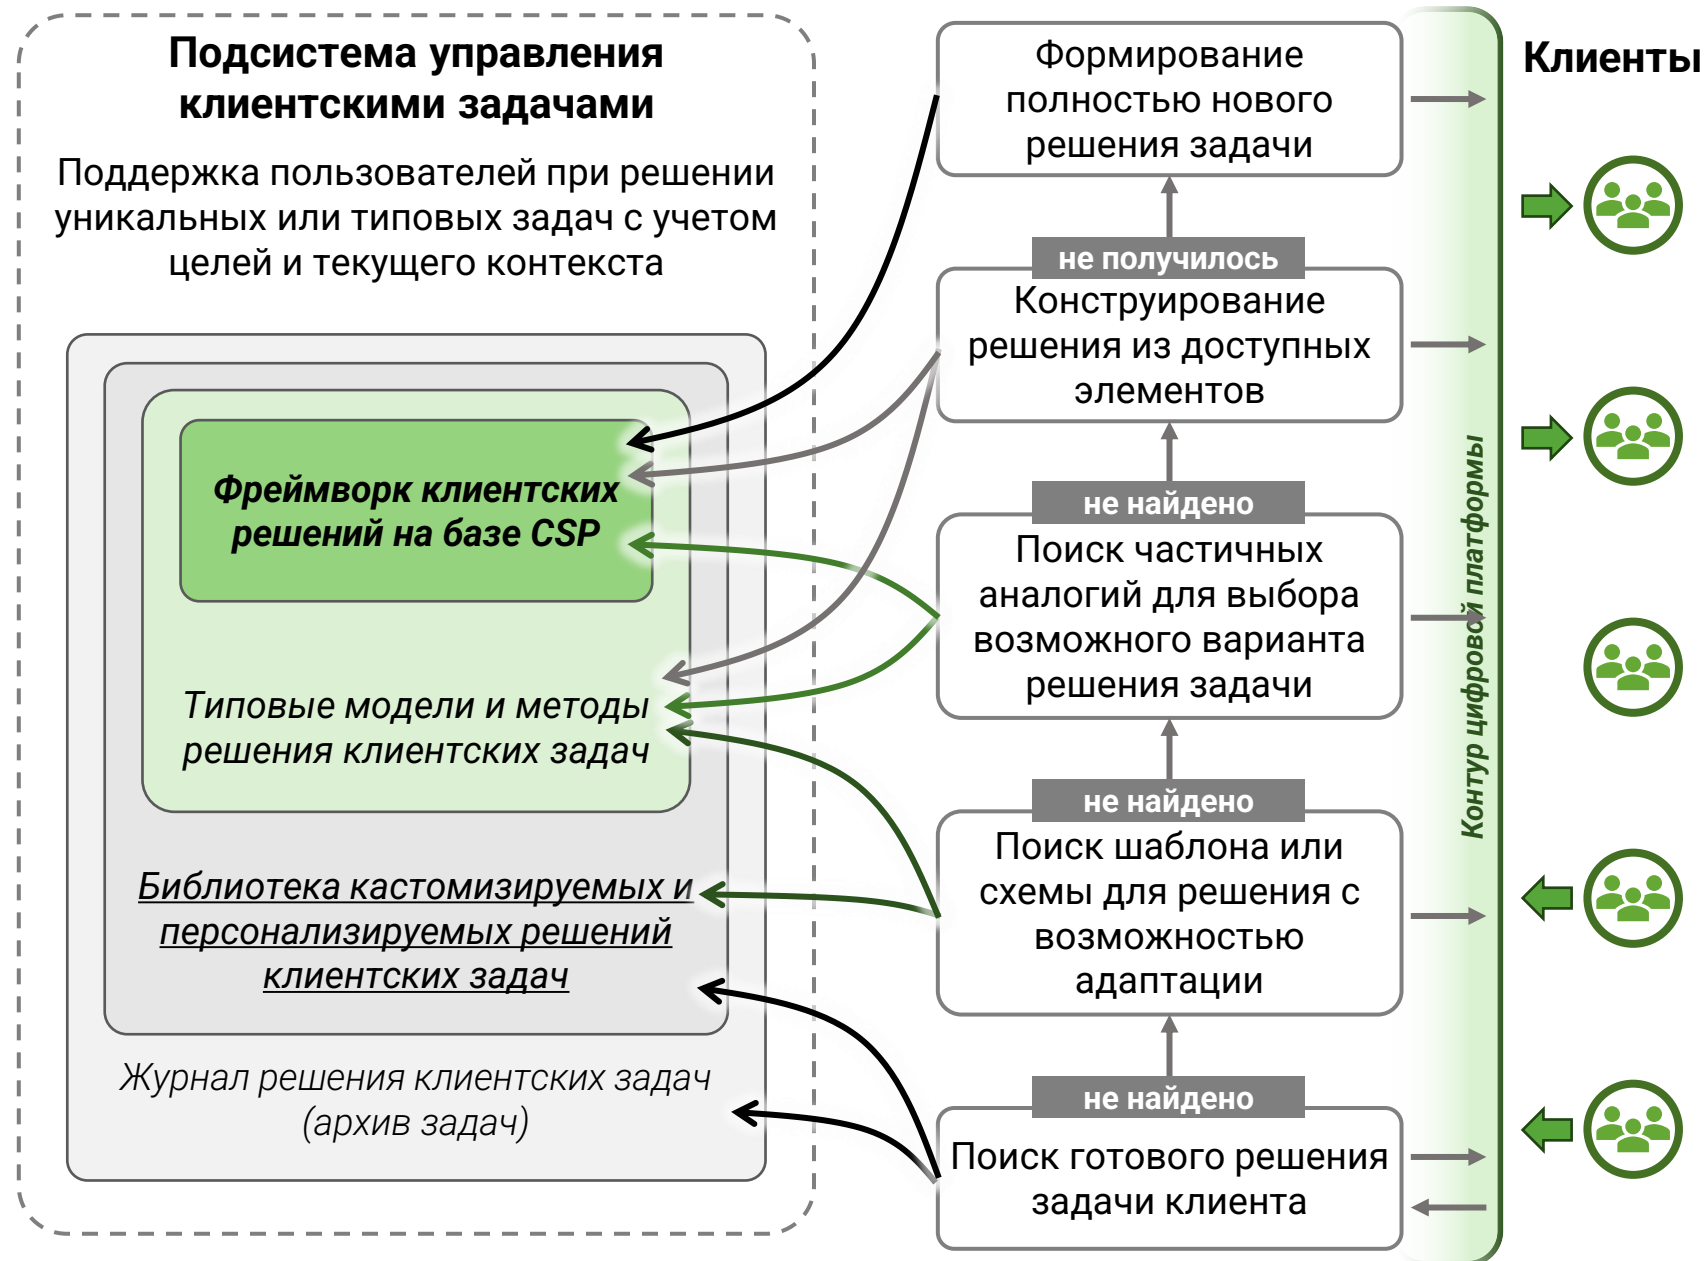 Подсистема управления
клиентскими задачами
Поддержка пользователей при решении
уникальных или типовых задач с учетом
целей и текущего контекста
Фреймворк клиентских
решений на базе CSP
Типовые модели и методы
решения клиентских задач
Библиотека кастомизируемых и
персонализируемых решений
клиентских задач
Журнал решения клиентских задач
(архив задач)
Формирование
полностью нового
решения задачи
не получилось
Конструирование
решения из доступных
элементов
не найдено
Поиск частичных
аналогий для выбора
возможного варианта
решения задачи
не найдено
Поиск шаблона или
схемы для решения с
возможностью
адаптации
не найдено
Поиск готового решения
задачи клиента
Контур цифровой платформы
Клиенты